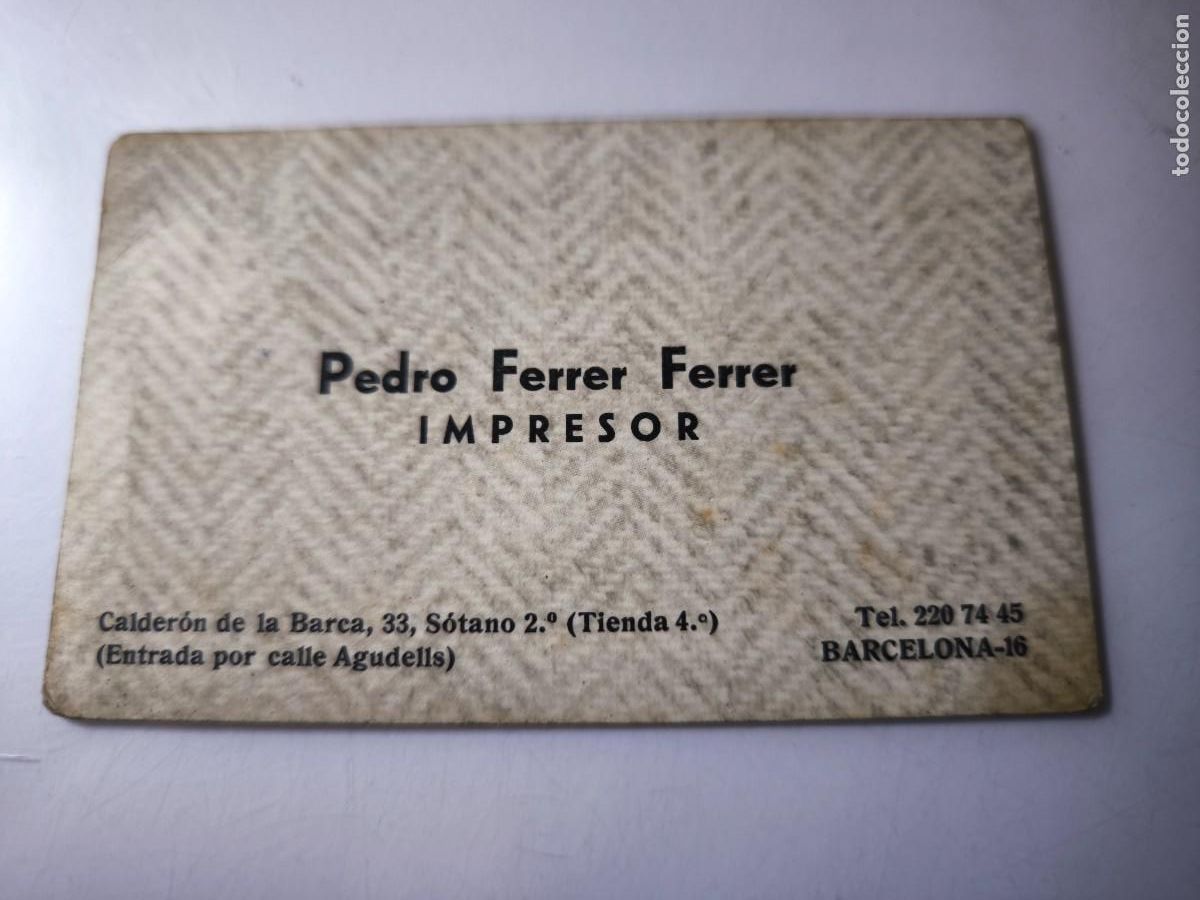 Pedro Ferrer Ferrer
IMPRESOR
Calderón de la Barca, 33, Sótano 2.º (Tienda 4.º)
(Entrada por calle Agudells)
Tel. 220 74 45
BARCELONA-16
todocoleccion